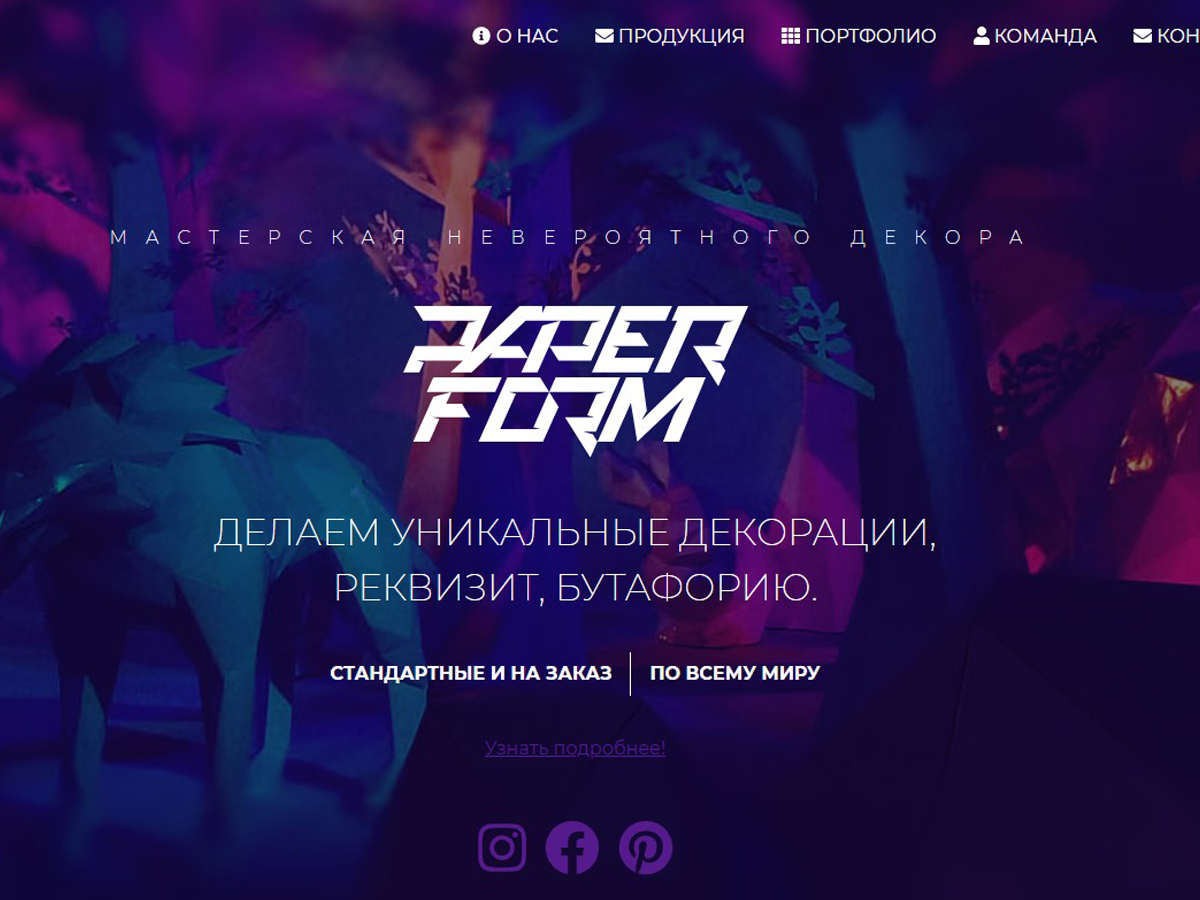 О НАС ПРОДУКЦИЯ ПОРТФОЛИО КОМАНДА КОН
МАСТЕРСКАЯ НЕВЕРОЯТНОГО ДЕКОРА
PAPER
FORM
ДЕЛАЕМ УНИКАЛЬНЫЕ ДЕКОРАЦИИ,
РЕКВИЗИТ, БУТАФОРИЮ.
СТАНДАРТНЫЕ И НА ЗАКАЗ ПО ВСЕМУ МИРУ
Узнать подробнее!